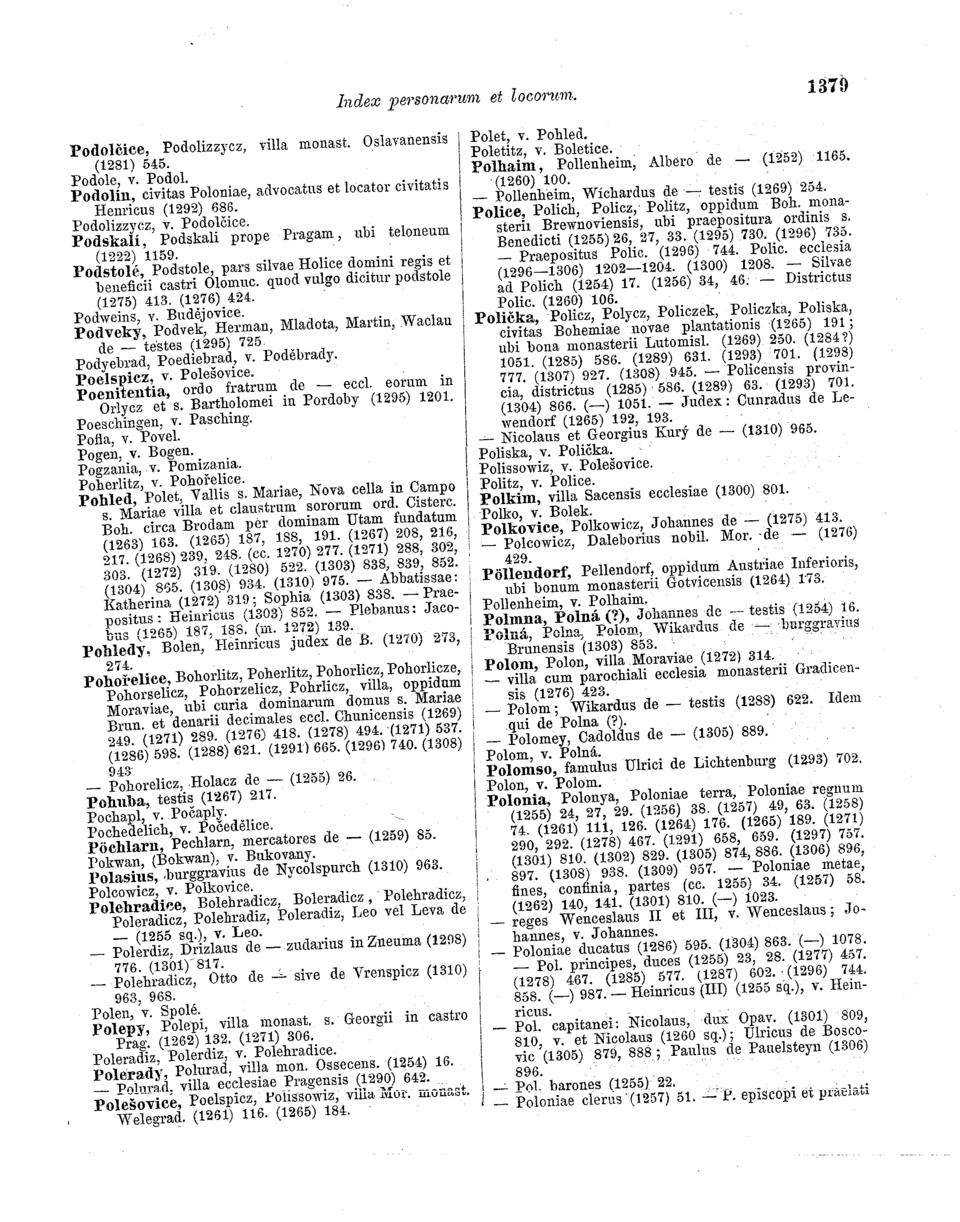 Index personarum et locorum.
1379
Podolčice, Podolizzycz, villa monast. Oslavanensis
(1281) 545.
Podole, v. Podol.
Podolin, civitas Poloniae, advocatus et locator civitatis
Henricus (1292) 686.
Podolizzycz, v. Podolčice.
Podskalí, Podskali prope Pragam, ubi teloneum
(1222) 1159.
Podstolé, Podstole, pars silvae Holice domini regis et
beneficii castri Olomuc. quod vulgo dicitur podstole
(1275) 413. (1276) 424.
Podweins, v. Budějovice.
Podveky, Podvek, Herman, Mladota, Martin, Waclau
de — testes (1295) 725.
Podyebrad, Poediebrad, v. Poděbrady.
Poelspicz, v. Polešovice.
Poenitentia, ordo fratrum de — eccl. eorum in
Orlycz et s. Bartholomei in Pordoby (1295) 1201.
Poeschingen, v. Pasching.
Pofla, v. Povel.
Pogen, v. Bogen.
Pogzania, v. Pomizania.
Poherlitz, v. Pohořelice.
Pohled, Polet, Vallis s. Mariae, Nova cella in Campo
s. Mariae villa et claustrum sororum ord. Cisterc.
Boh. circa Brodam per dominam Utam fundatum
(1263) 163. (1265) 187, 188, 191. (1267) 208, 216,
217. (1268) 239, 248. (cc. 1270) 277. (1271) 288, 302,
303. (1272) 319. (1280) 522. (1303) 838, 839, 852.
(1304) 865. (1308) 934. (1310) 975. — Abbatissae:
Katherina (1272) 319; Sophia (1303) 838. — Prae-
positus: Heinricus (1303) 852. — Plebanus: Jaco-
bus (1265) 187, 188. (m. 1272) 139.
Pohledy, Bolen, Heinricus judex de B. (1270) 273,
274.
Pohořelice, Bohorlitz, Poherlitz, Pohorlicz, Pohorlicze,
Pohorselicz, Pohorzelicz, Pohrlicz, villa, oppidum
Moraviae, ubi curia dominarum domus s. Mariae
Brun. et denarii decimales eccl. Chunicensis (1269)
249. (1271) 289. (1276) 418. (1278) 494. (1271) 537.
(1286) 598. (1288) 621. (1291) 665. (1296) 740. (1308)
943
— Pohorelicz, Holacz de — (1255) 26.
Pohuba, testis (1267) 217.
Pochapl, v. Počaply.
Pochedelich, v. Počedělice.
Pöchlarn, Pechlarn, mercatores de — (1259) 85.
Pokwan, (Bokwan), v. Bukovany.
Polasius, burggravius de Nycolspurch (1310) 963.
Polcowicz, v. Polkovice.
Polehradice, Bolehradicz, Boleradicz, Polehradicz,
Poleradicz, Polehradiz, Poleradiz, Leo vel Leva de
— (1255 sq.), v. Leo.
— Polerdiz, Drizlaus de — zudarius in Zneuma (1298)
776. (1301) 817.
— Polehradicz, Otto de — sive de Vrenspicz (1310)
963, 968.
Polen, v. Spolé.
Polepy, Polepi, villa monast. s. Georgii in castro
Prag. (1262) 132. (1271) 306.
Poleradiz, Polerdiz, v. Polehradice.
Polerady, Polurad, villa mon. Ossecens. (1254) 16.
— Polurad, villa ecclesiae Pragensis (1290) 642.
Polešovice, Poelspicz, Polissowiz, villa Mor. monast.
Welegrad. (1261) 116. (1265) 184.
Polet, v. Pohled.
Poletitz, v. Boletice.
Polhaim, Pollenheim, Albero de — (1252) 1165.
(1260) 100.
— Pollenheim, Wichardus de — testis (1269) 254.
Police, Polich, Policz, Politz, oppidum Boh. mona-
sterii Brewnoviensis, ubi praepositura ordinis s.
Benedicti (1255) 26, 27, 33. (1295) 730. (1296) 735.
— Praepositus Polic. (1296) 744. Polic. ecclesia
(1296—1306) 1202—1204. (1300) 1208. — Silvae
ad Polich (1254) 17. (1256) 34, 46. — Districtus
Polic. (1260) 106.
Polička, Policz, Polycz, Policzek, Policzka, Poliska,
civitas Bohemiae novae plantationis (1265) 191;
ubi bona monasterii Lutomisl. (1269) 250. (1284?)
1051. (1285) 586. (1289) 631. (1293) 701. (1298)
777. (1307) 927. (1308) 945. — Policensis provin-
cia, districtus (1285) 586. (1289) 63. (1293) 701.
(1304) 866. (—) 1051. — Judex: Cunradus de Le-
wendorf (1265) 192, 193.
— Nicolaus et Georgius Kurý de — (1310) 965.
Poliska, v. Polička.
Polissowiz, v. Polešovice.
Politz, v. Police.
Polkim, villa Sacensis ecclesiae (1300) 801.
Polko, v. Bolek.
Polkovice, Polkowicz, Johannes de — (1275) 413.
— Polcowicz, Daleborius nobil. Mor. de — (1276)
429.
Pöllendorf, Pellendorf, oppidum Austriae Inferioris,
ubi bonum monasterii Gotvicensis (1264) 173.
Pollenheim, v. Polhaim.
Polmna, Polná (?), Johannes de — testis (1254) 16.
Polná, Polna, Polom, Wikardus de — burggravius
Brunensis (1303) 853.
Polom, Polon, villa Moraviae (1272) 314.
— villa cum parochiali ecclesia monasterii Gradicen-
sis (1276) 423.
— Polom; Wikardus de — testis (1288) 622. Idem
qui de Polna (?).
— Polomey, Cadoldus de — (1305) 889.
Polom, v. Polná.
Polomso, famulus Ulrici de Lichtenburg (1293) 702.
Polon, v. Polom.
Polonia, Polonya, Poloniae terra, Poloniae regnum
(1255) 24, 27, 29. (1256) 38. (1257) 49, 63. (1258)
74. (1261) 111, 126. (1264) 176. (1265) 189. (1271)
290, 292. (1278) 467. (1291) 658, 659. (1297) 757.
(1301) 810. (1302) 829. (1305) 874, 886. (1306) 896,
897. (1308) 938. (1309) 957. — Poloniae metae,
fines, confinia, partes (cc. 1255) 34. (1257) 58.
(1262) 140, 141. (1301) 810. (—) 1023.
— reges Wenceslaus II et III, v. Wenceslaus; Jo-
hannes, v. Johannes.
— Poloniae ducatus (1286) 595. (1304) 863. (—) 1078.
— Pol. principes, duces (1255) 23, 28. (1277) 457.
(1278) 467. (1285) 577. (1287) 602. (1296) 744.
858. (—) 987. — Heinricus (III) (1255 sq.), v. Hein-
ricus.
— Pol. capitanei: Nicolaus, dux Opav. (1301) 809,
810, v. et Nicolaus (1260 sq.); Ulricus de Bosco-
vic (1305) 879, 888; Paulus de Pauelsteyn (1306)
896.
— Pol. barones (1255) 22.
— Poloniae clerus (1257) 51. — P. episcopi et praelati